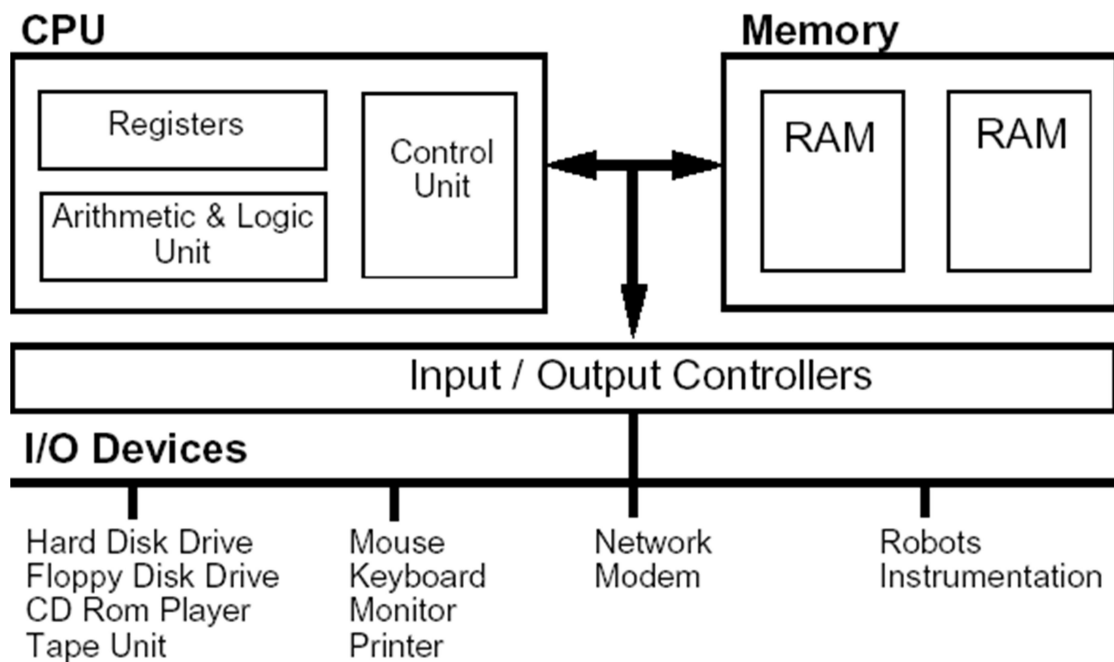 CPU
Memory
Registers
Control
Unit
Arithmetic & Logic
Unit
RAM
RAM
Input / Output Controllers
I/O Devices
Hard Disk Drive
Floppy Disk Drive
CD Rom Player
Tape Unit
Mouse
Keyboard
Monitor
Printer
Network
Modem
Robots
Instrumentation